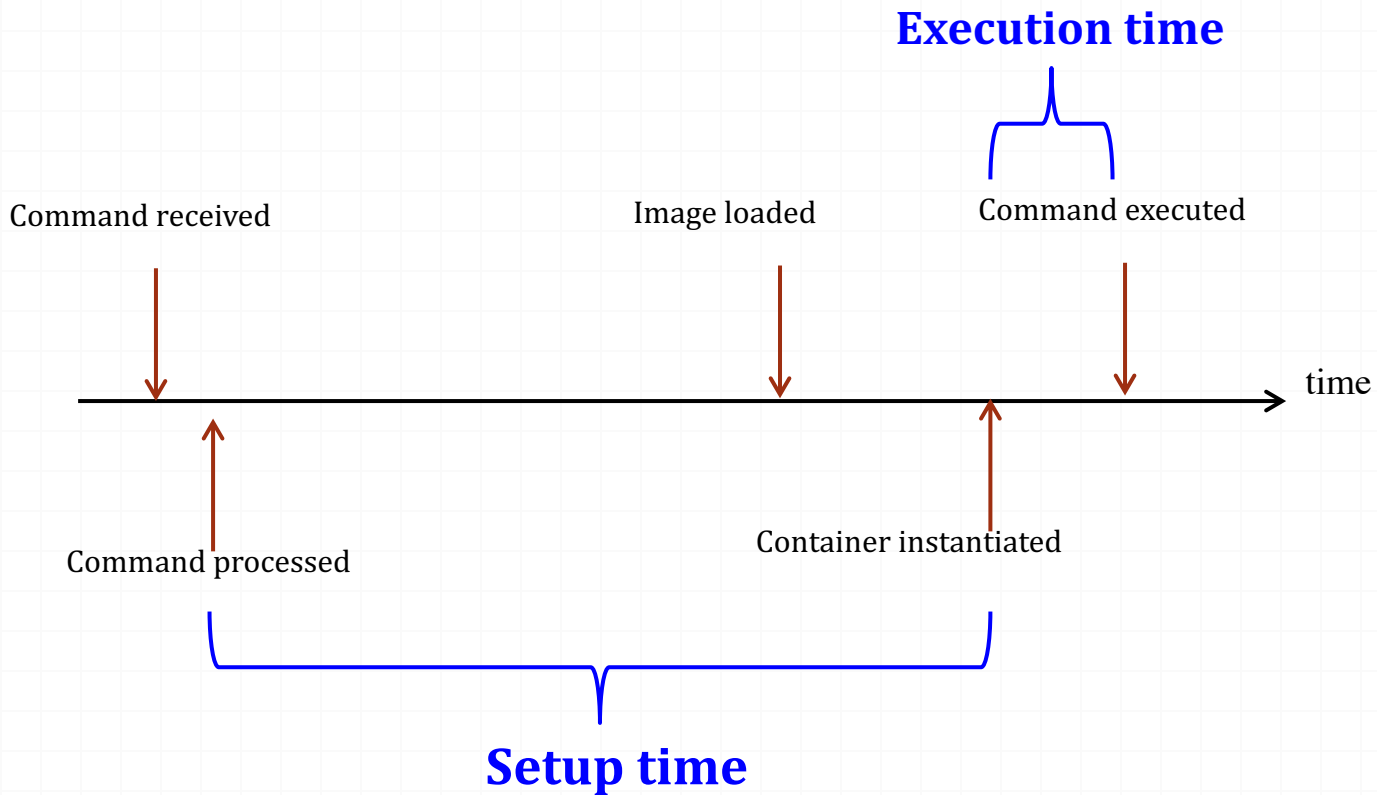 Execution time
Command received
Image loaded
Command executed
time
Command processed
Container instantiated
Setup time